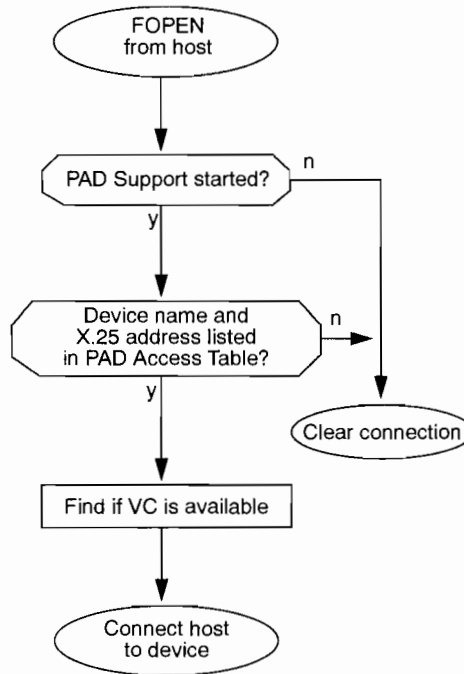 FOPEN
from host
n
PAD Support started?
y
Device name and
X.25 address listed
in PAD Access Table?
n
y
Clear connection
Find if VC is available
Connect host
to device